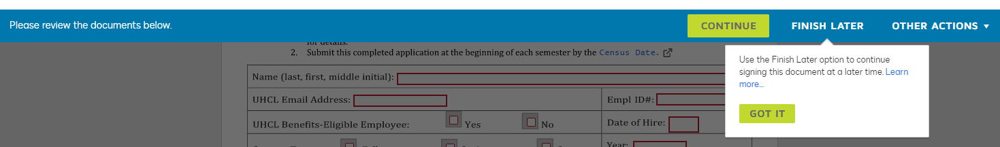 Please review the documents below.
CONTINUE
FINISH LATER
OTHER ACTIONS
for details.
2. Submit this completed application at the beginning of each semester by the Census Date.
Use the Finish Later option to continue
signing this document at a later time. Learn
more...
GOT IT
Name (last, first, middle initial):
UHCL Email Address:
Empl ID#:
UHCL Benefits-Eligible Employee:
Yes
No
Date of Hire:
Year: